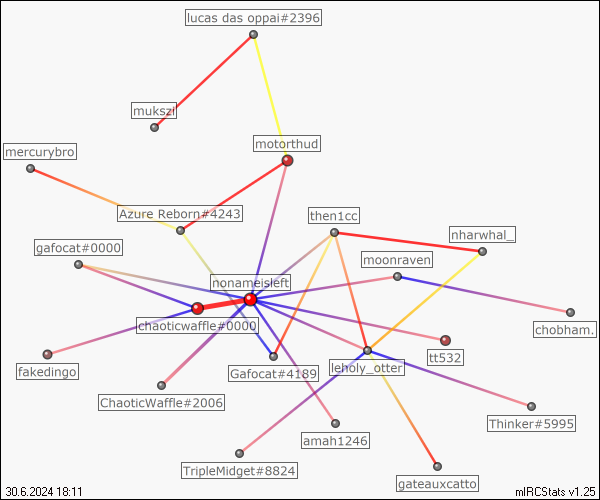 lucas das oppai#2396
mukszi
motorthud
mercurybro
Azure Reborn#4243
then1cc
nharwhal_
gafocat#0000
moonraven
nonameisleft
chaoticwaffle#0000
chobham.
tt532
fakedingo
Gafocat#4189
leholy_otter
ChaoticWaffle#2006
Thinker#5995
amah1246
TripleMidget#8824
gateauxcatto
30.6.2024 18:11
mIRCStats v1.25